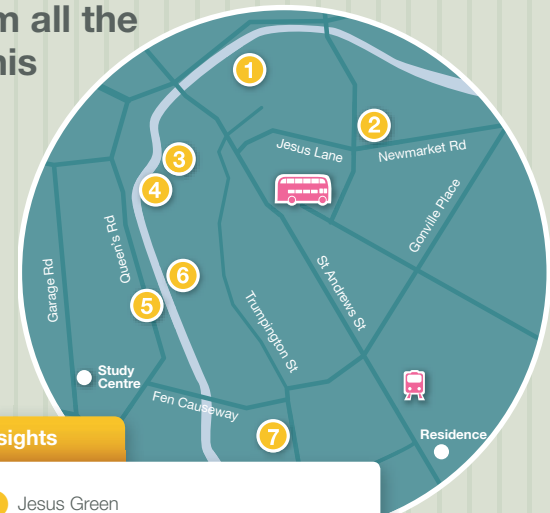 m all the
nis
1
2
Jesus Lane
Newmarket Rd
3
4
Queen's Rd
Garage Rd
Gonville Place
6
5
St Andrews St
Trumpington St
Study
Centre
Fen Causeway
Residence
7
sights
Jesus Green